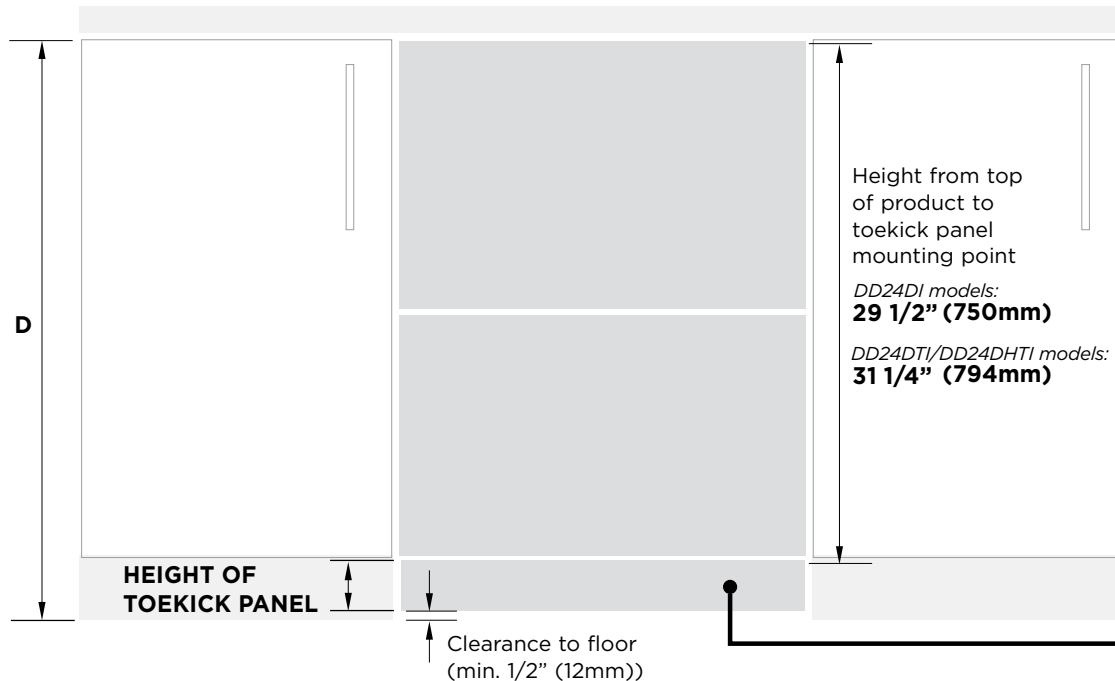 D
Height from top
of product to
toekick panel
mounting point
DD24DI models:
29 1/2” (750mm)
DD24DTI/DD24DHTI models:
31 1/4” (794mm)
HEIGHT OF
TOEKICK PANEL
Clearance to floor
(min. 1/2” (12mm))